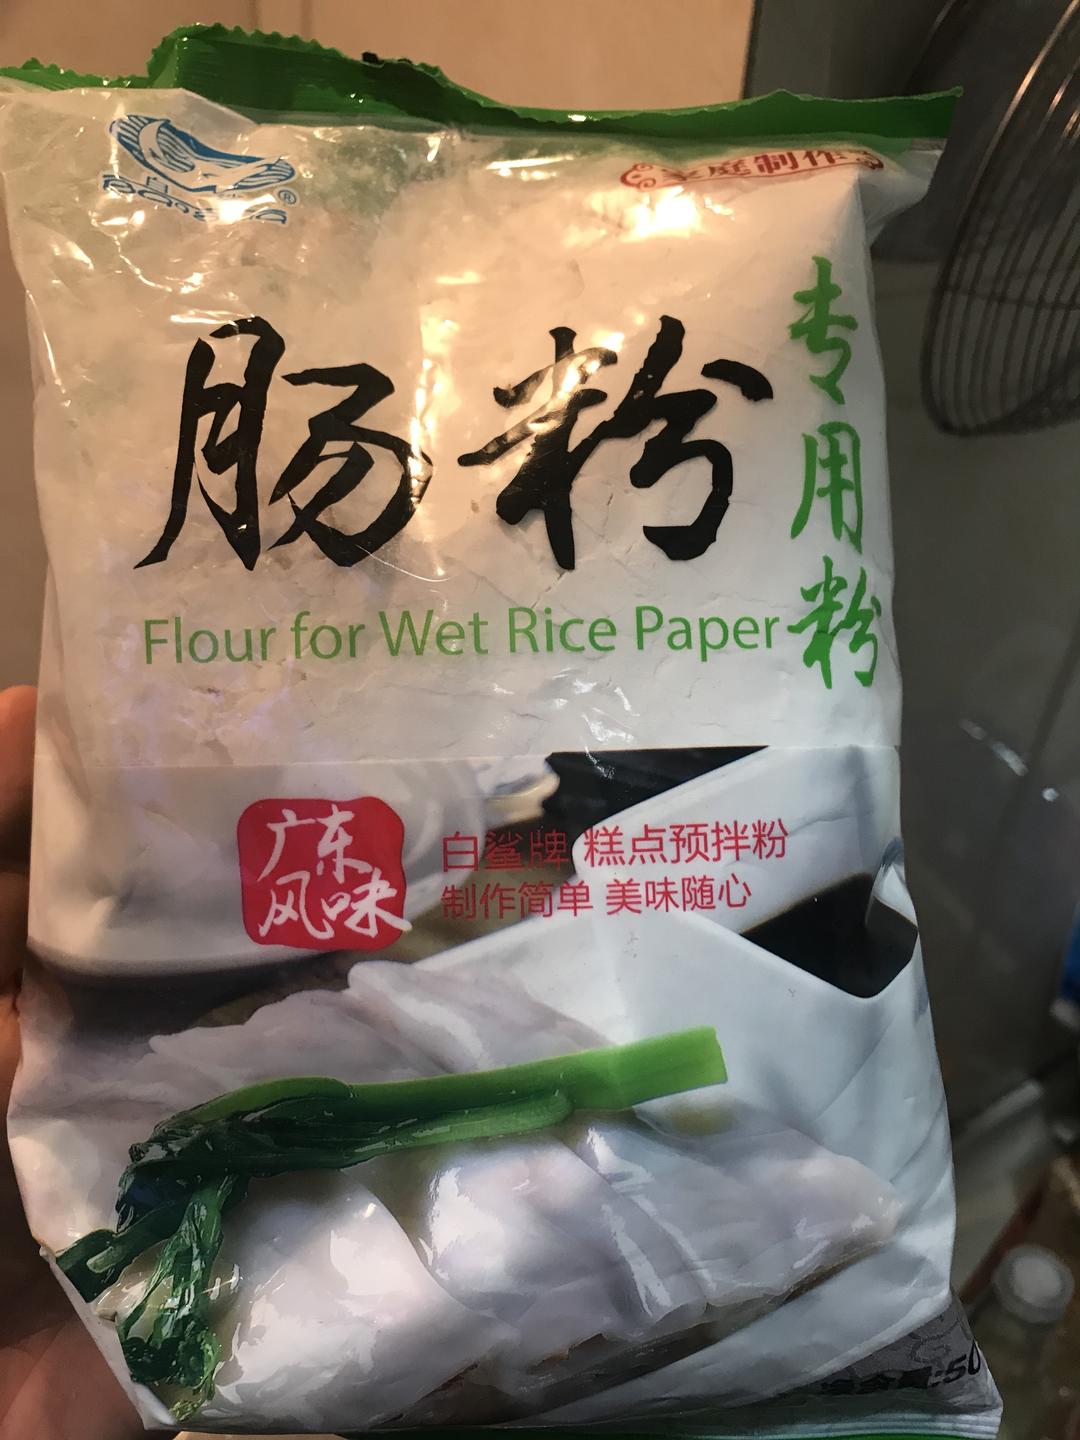 家庭制作
肠粉
专用粉
Flour for Wet Rice Paper
广东
风味
白鲨牌 糕点预拌粉
制作简单 美味随心